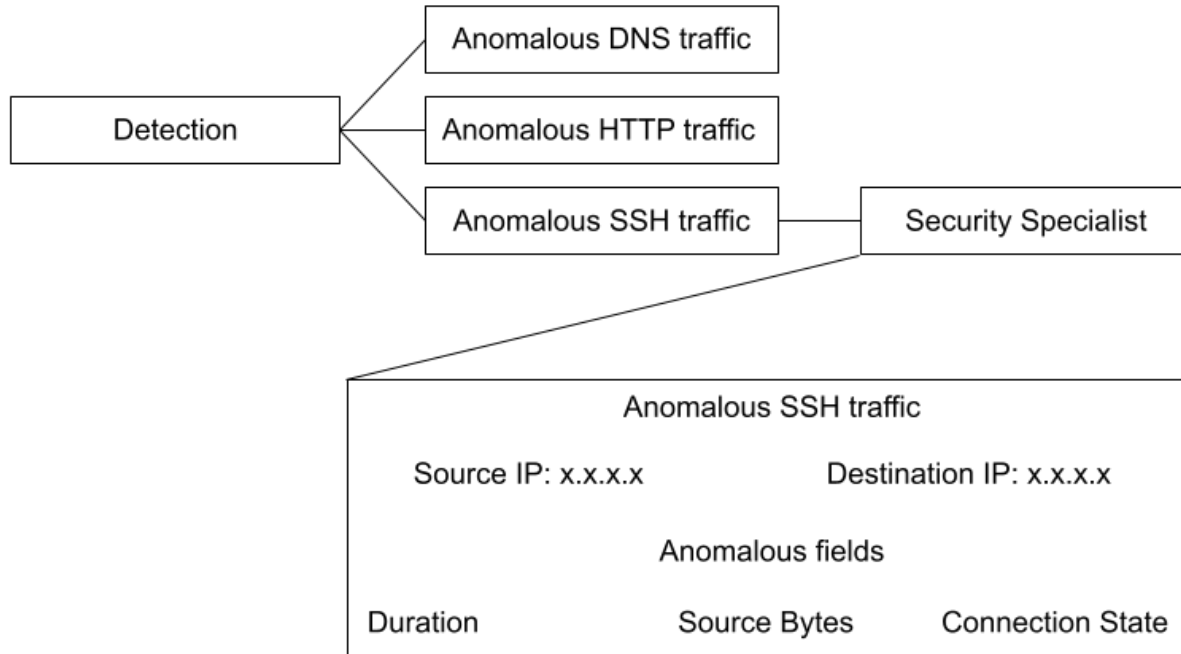 Anomalous DNS traffic
Detection
Anomalous HTTP traffic
Anomalous SSH traffic
Security Specialist
Anomalous SSH traffic
Source IP: x.x.x.x
Destination IP: x.x.x.x
Anomalous fields
Duration
Source Bytes
Connection State